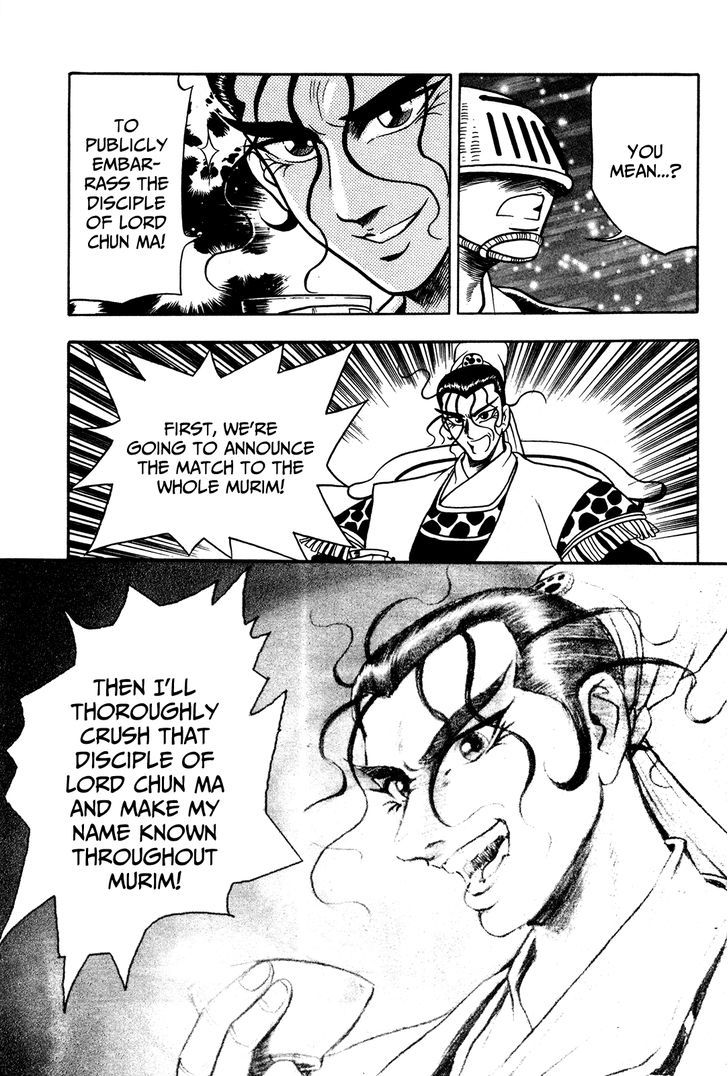 YOU
MEAN...?
TO
PUBLICLY
EMBAR-
RASS THE
DISCIPLE
OF LORD
CHUN MA!
FIRST, WE'RE
GOING TO ANNOUNCE
THE MATCH TO THE
WHOLE MURIM!
THEN I'LL
THOROUGHLY
CRUSH THAT
DISCIPLE OF
LORD CHUN MA
AND MAKE MY
NAME KNOWN
THROUGHOUT
MURIM!